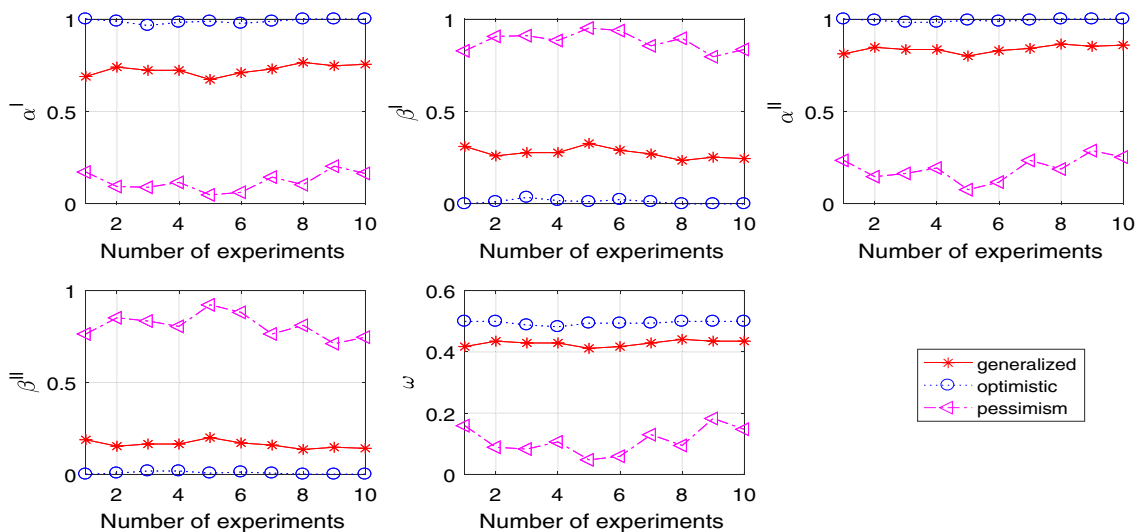 1
0.5
0
α^I
2 4 6 8 10
Number of experiments
1
0.5
0
β^I
2 4 6 8 10
Number of experiments
1
0.5
0
α^II
2 4 6 8 10
Number of experiments
1
0.5
0
β^II
2 4 6 8 10
Number of experiments
0.6
0.4
0.2
0
ω
2 4 6 8 10
Number of experiments
generalized
optimistic
pessimism